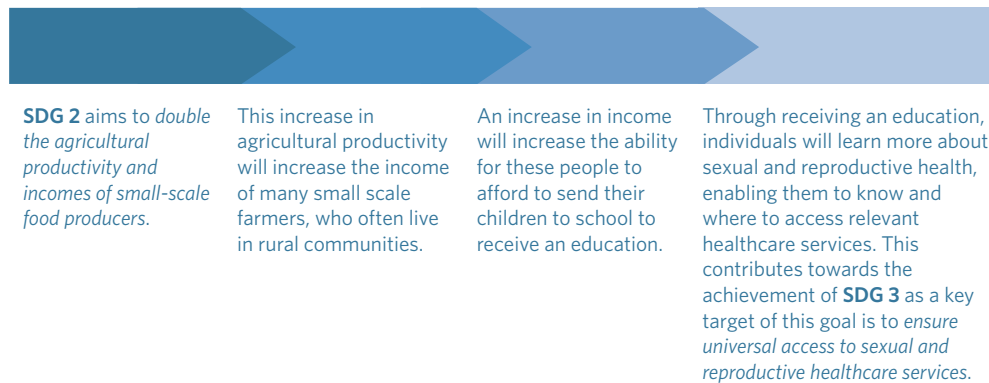 SDG 2 aims to double
the agricultural
productivity and
incomes of small-scale
food producers.
This increase in
agricultural productivity
will increase the income
of many small scale
farmers, who often live
in rural communities.
An increase in income
will increase the ability
for these people to
afford to send their
children to school to
receive an education.
Through receiving an education,
individuals will learn more about
sexual and reproductive health,
enabling them to know and
where to access relevant
healthcare services. This
contributes towards the
achievement of SDG 3 as a key
target of this goal is to ensure
universal access to sexual and
reproductive healthcare services.